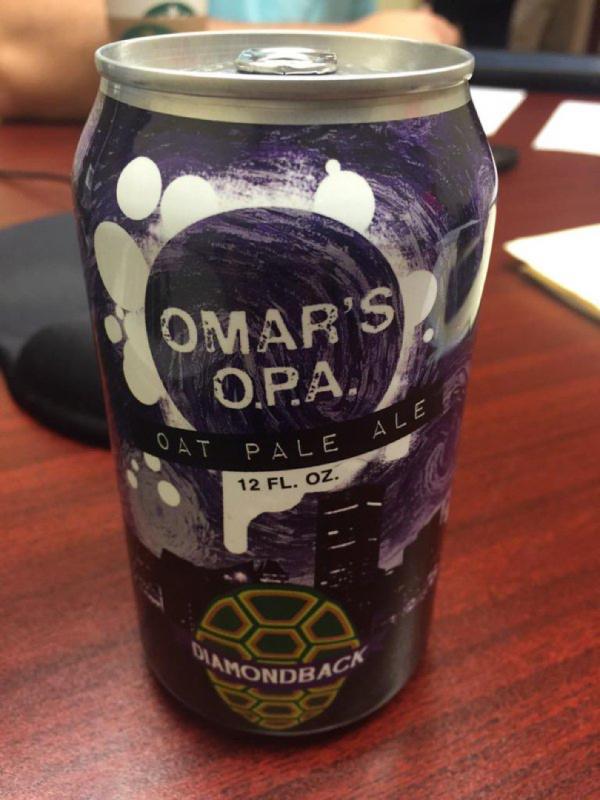 OMAR'S
O.P.A.
OAT PALE ALE
12 FL. OZ.
DIAMONDBACK